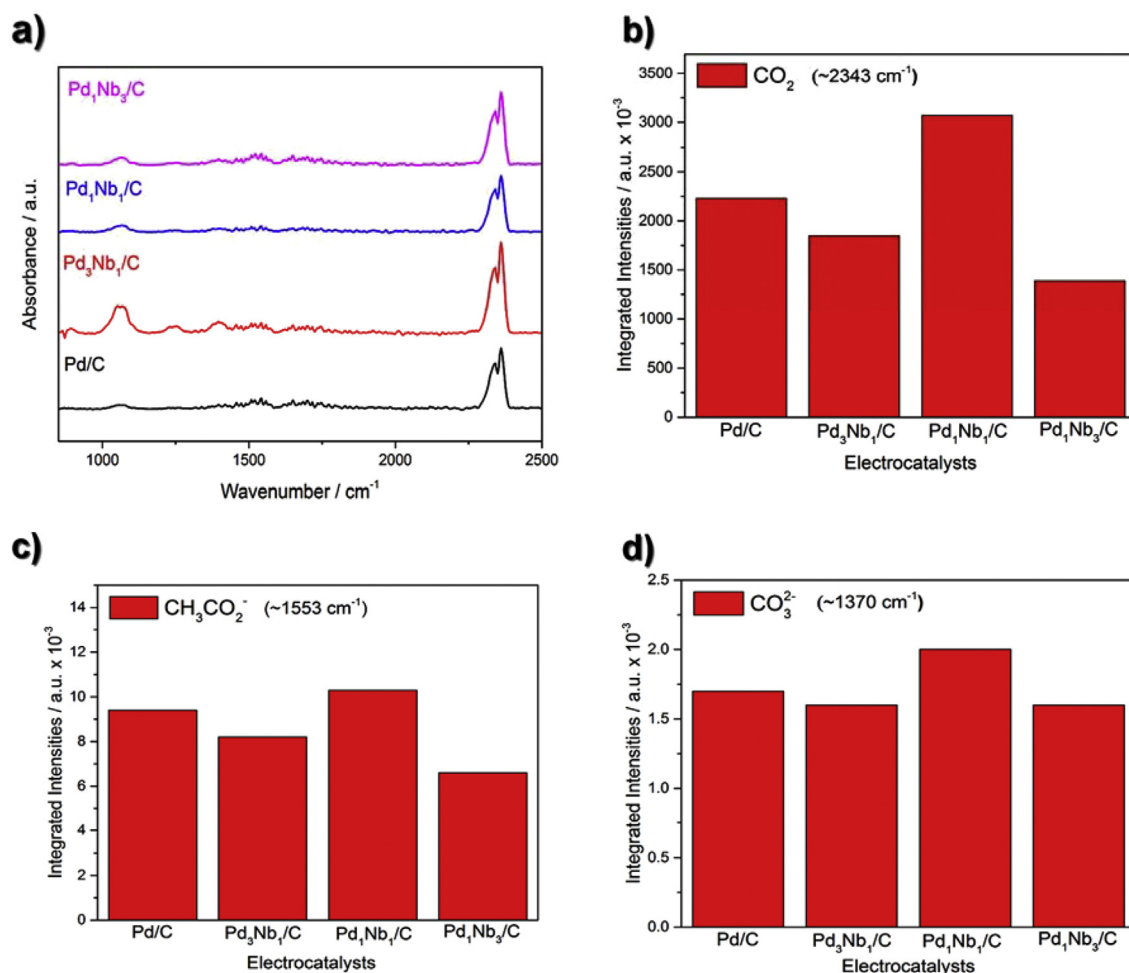 a)
Pd₁Nb₃/C
Pd₁Nb₁/C
Pd₃Nb₁/C
Pd/C
Absorbance / a.u.
1000 1500 2000 2500
Wavenumber / cm⁻¹
b)
CO₂ (~2343 cm⁻¹)
3500
3000
2500
2000
1500
1000
500
0
Integrated Intensities / a.u. x 10⁻³
Pd/C Pd₃Nb₁/C Pd₁Nb₁/C Pd₁Nb₃/C
Electrocatalysts
c)
CH₃CO₂⁻ (~1553 cm⁻¹)
14
12
10
8
6
4
2
0
Integrated Intensities / a.u. x 10⁻³
Pd/C Pd₃Nb₁/C Pd₁Nb₁/C Pd₁Nb₃/C
Electrocatalysts
d)
CO₃²⁻ (~1370 cm⁻¹)
2.5
2.0
1.5
1.0
0.5
0.0
Integrated Intensities / a.u. x 10⁻³
Pd/C Pd₃Nb₁/C Pd₁Nb₁/C Pd₁Nb₃/C
Electrocatalysts